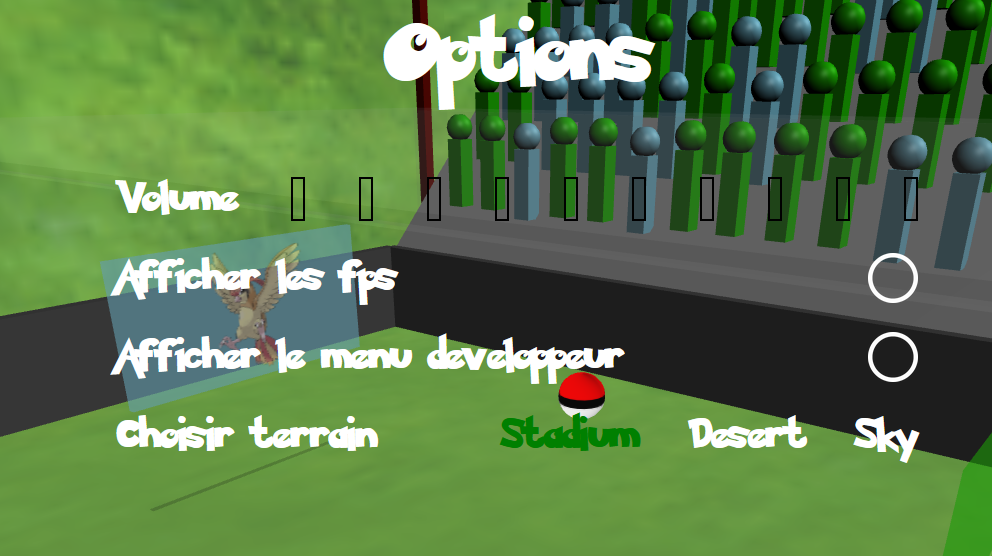 Options
Volume
Afficher les fps
Afficher le menu developpeur
Choisir terrain Stadium Desert Sky